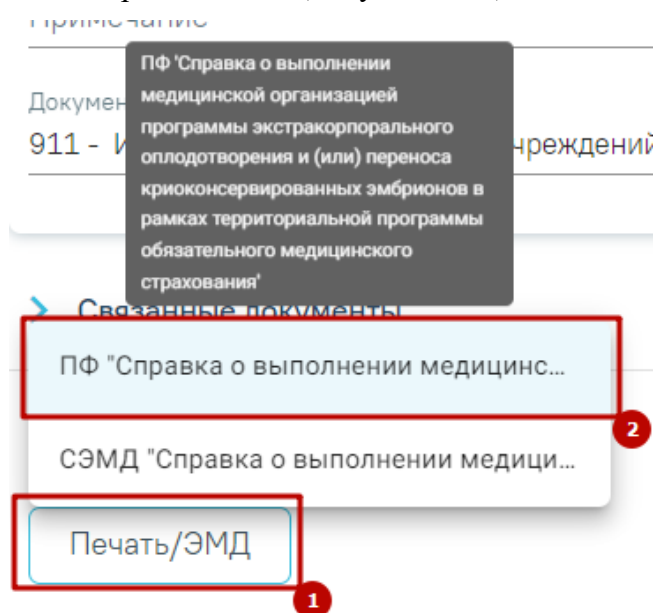 Примечание
ПФ 'Справка о выполнении
медицинской организацией
программы экстракорпорального
оплодотворения и (или) переноса
криоконсервированных эмбрионов в
рамках территориальной программы
обязательного медицинского
страхования'
Докумен
911 - И чреждений
Связанные документы
ПФ "Справка о выполнении медицинс...
2
СЭМД "Справка о выполнении медици...
Печать/ЭМД
1